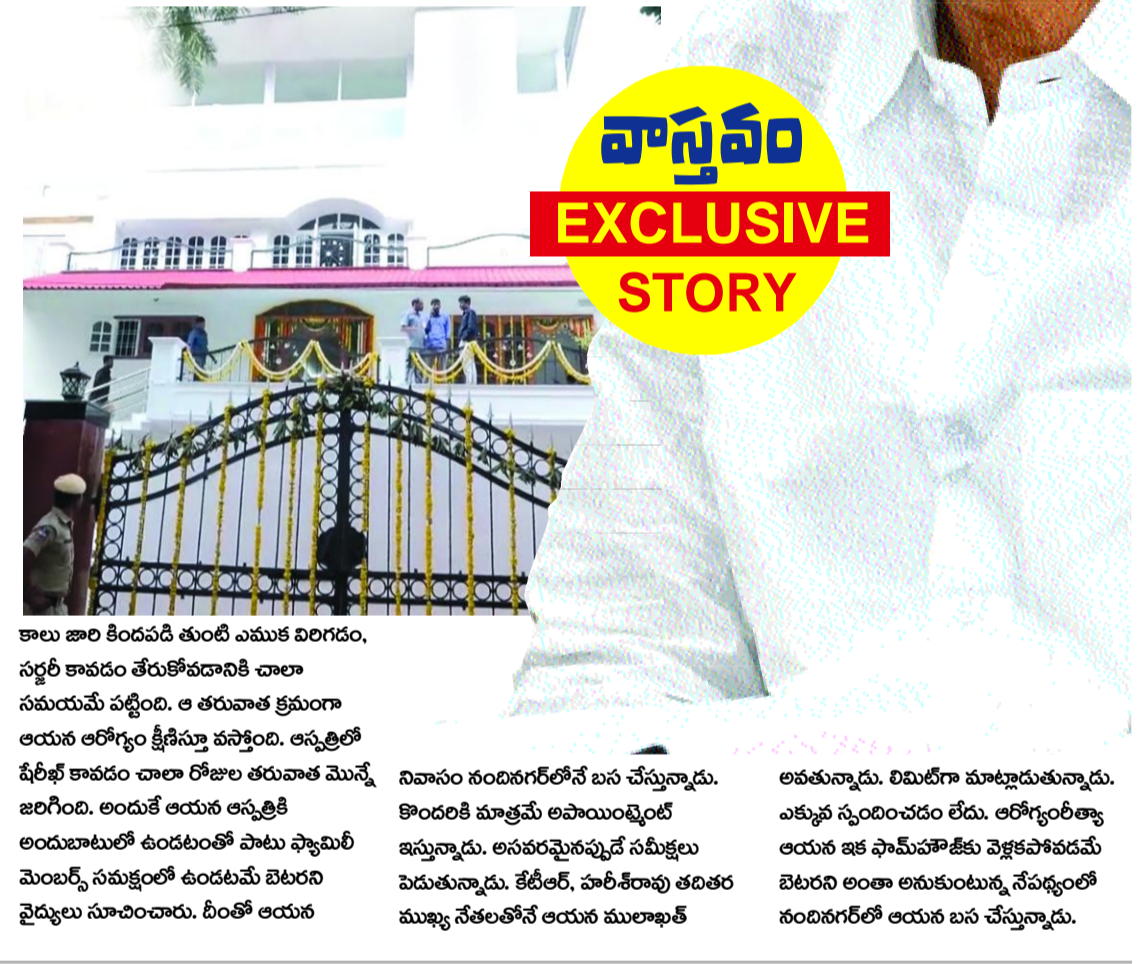 వాస్తవం
EXCLUSIVE
STORY
కాలు జారి కిందపడి తుంటి ఎముక విరిగడం,
సర్జరీ కావడం తేరుకోవడానికి చాలా
సమయమే పట్టింది. ఆ తరువాత క్రమంగా
ఆయన ఆరోగ్యం క్షీణిస్తూ వస్తోంది. ఆస్పత్రిలో
షేరీఖ్ కావడం చాలా రోజుల తరువాత మొన్నే
జరిగింది. అందుకే ఆయన ఆస్పత్రికి
అందుబాటులో ఉండటంతో పాటు ఫ్యామిలీ
మెంబర్స్ సమక్షంలో ఉండటమే బెటరని
వైద్యులు సూచించారు. దీంతో ఆయన
నివాసం నందినగర్‌లోనే బస చేస్తున్నాడు.
కొందరికి మాత్రమే అపాయింట్మెంట్
ఇస్తున్నాడు. అసవరమైనప్పుడే సమీక్షలు
పెడుతున్నాడు. కేటీఆర్, హరీశ్‌రావు తదితర
ముఖ్య నేతలతోనే ఆయన ములాఖత్
అవతున్నాడు. లిమిట్‌గా మాట్లాడుతున్నాడు.
ఎక్కువ స్పందించడం లేదు. ఆరోగ్యంరీత్యా
ఆయన ఇక ఫామ్‌హౌజ్‌కు వెళ్లకపోవడమే
బెటరని అంతా అనుకుంటున్న నేపథ్యంలో
నందినగర్‌లో ఆయన బస చేస్తున్నాడు.